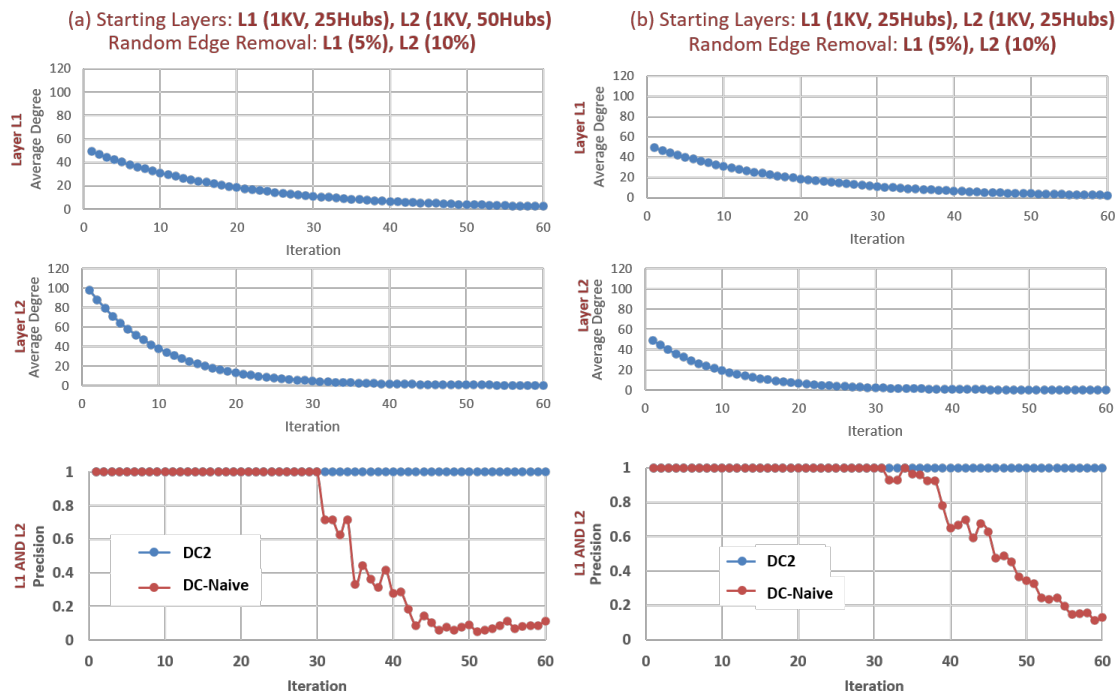 (a) Starting Layers: L1 (1KV, 25Hubs), L2 (1KV, 50Hubs)
Random Edge Removal: L1 (5%), L2 (10%)
Layer L1
Average Degree
120
100
80
60
40
20
0
0 10 20 30 40 50 60
Iteration
Layer L2
Average Degree
120
100
80
60
40
20
0
0 10 20 30 40 50 60
Iteration
L1 AND L2
Precision
1
0.8
0.6
0.4
0.2
0
DC2
DC-Naive
0 10 20 30 40 50 60
Iteration
(b) Starting Layers: L1 (1KV, 25Hubs), L2 (1KV, 25Hubs)
Random Edge Removal: L1 (5%), L2 (10%)
Layer L1
Average Degree
120
100
80
60
40
20
0
0 10 20 30 40 50 60
Iteration
Layer L2
Average Degree
120
100
80
60
40
20
0
0 10 20 30 40 50 60
Iteration
L1 AND L2
Precision
1
0.8
0.6
0.4
0.2
0
DC2
DC-Naive
0 10 20 30 40 50 60
Iteration